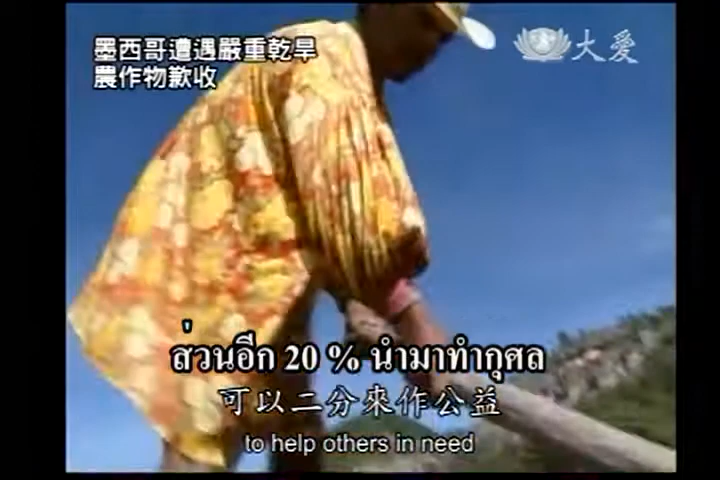 墨西哥遭遇嚴重乾旱
農作物歉收
大愛
ส่วนอีก 20 % นำมาทำกุศล
可以二分來作公益
to help others in need